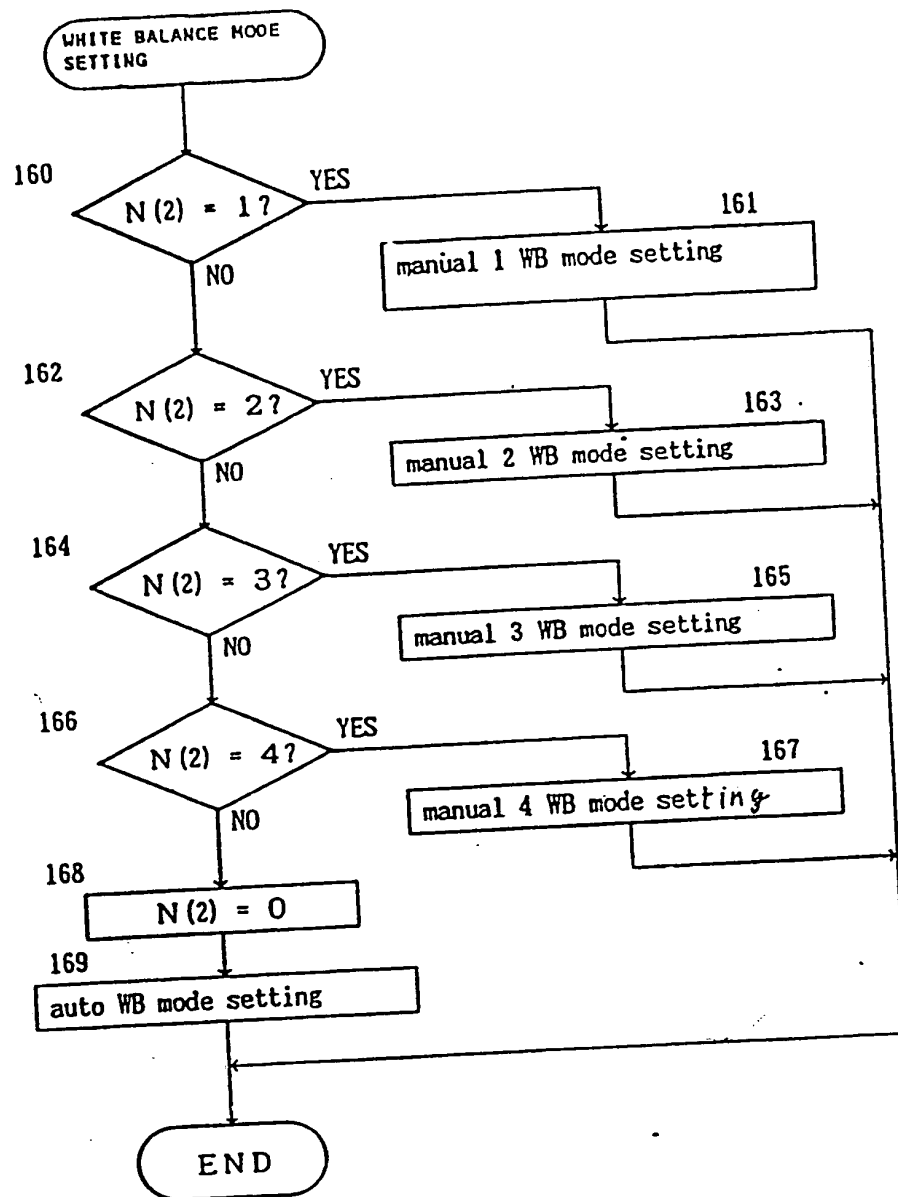 WHITE BALANCE MODE
SETTING
160
N(2) = 1?
YES
NO
161
manual 1 WB mode setting
162
N(2) = 2?
YES
NO
163
manual 2 WB mode setting
164
N(2) = 3?
YES
NO
165
manual 3 WB mode setting
166
N(2) = 4?
YES
NO
167
manual 4 WB mode setting
168
N(2) = 0
169
auto WB mode setting
END